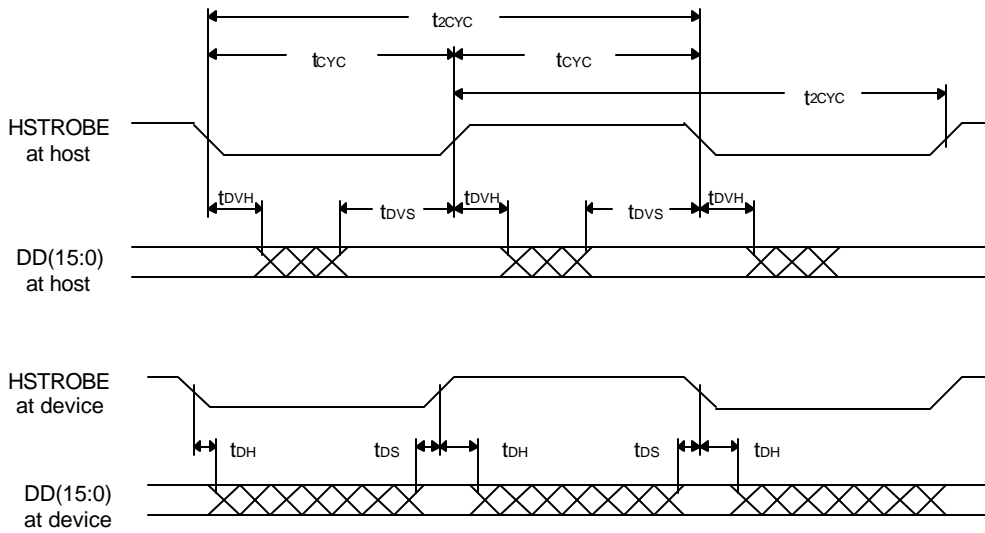 t2CYC
tCYC tCYC
t2CYC
HSTROBE
at host
tDVH tDVS tDVH tDVS tDVH
DD(15:0)
at host
HSTROBE
at device
tDH tDS tDH tDS tDH
DD(15:0)
at device